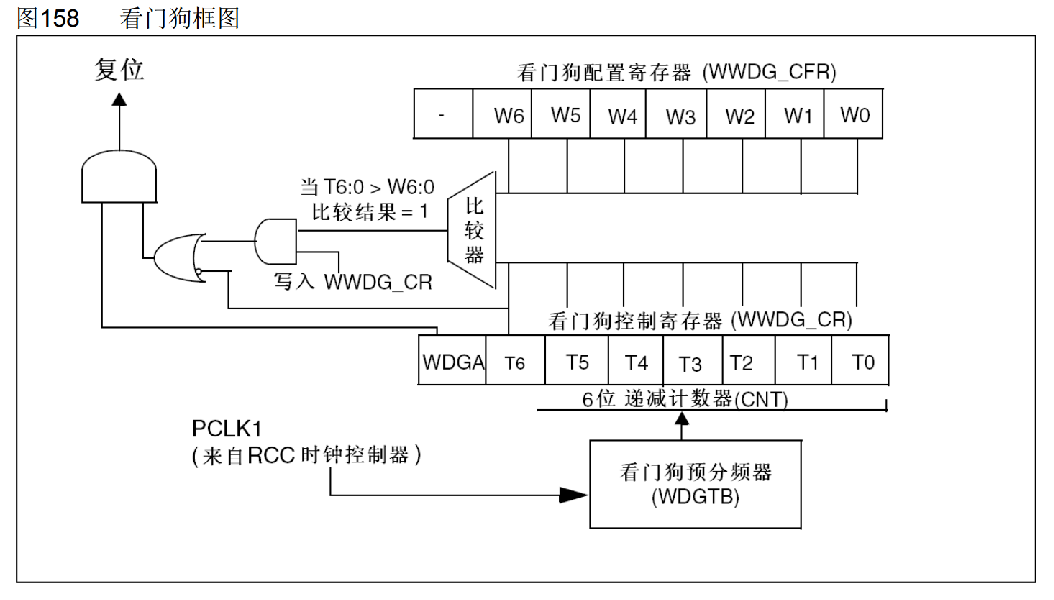 图158 看门狗框图
复位
看门狗配置寄存器 (WWDG_CFR)
- W6 W5 W4 W3 W2 W1 W0
当 T6:0 > W6:0
比较结果 = 1
比较器
写入 WWDG_CR
看门狗控制寄存器 (WWDG_CR)
WDGA T6 T5 T4 T3 T2 T1 T0
6位 递减计数器(CNT)
PCLK1
(来自RCC 时钟控制器)
看门狗预分频器
(WDGTB)